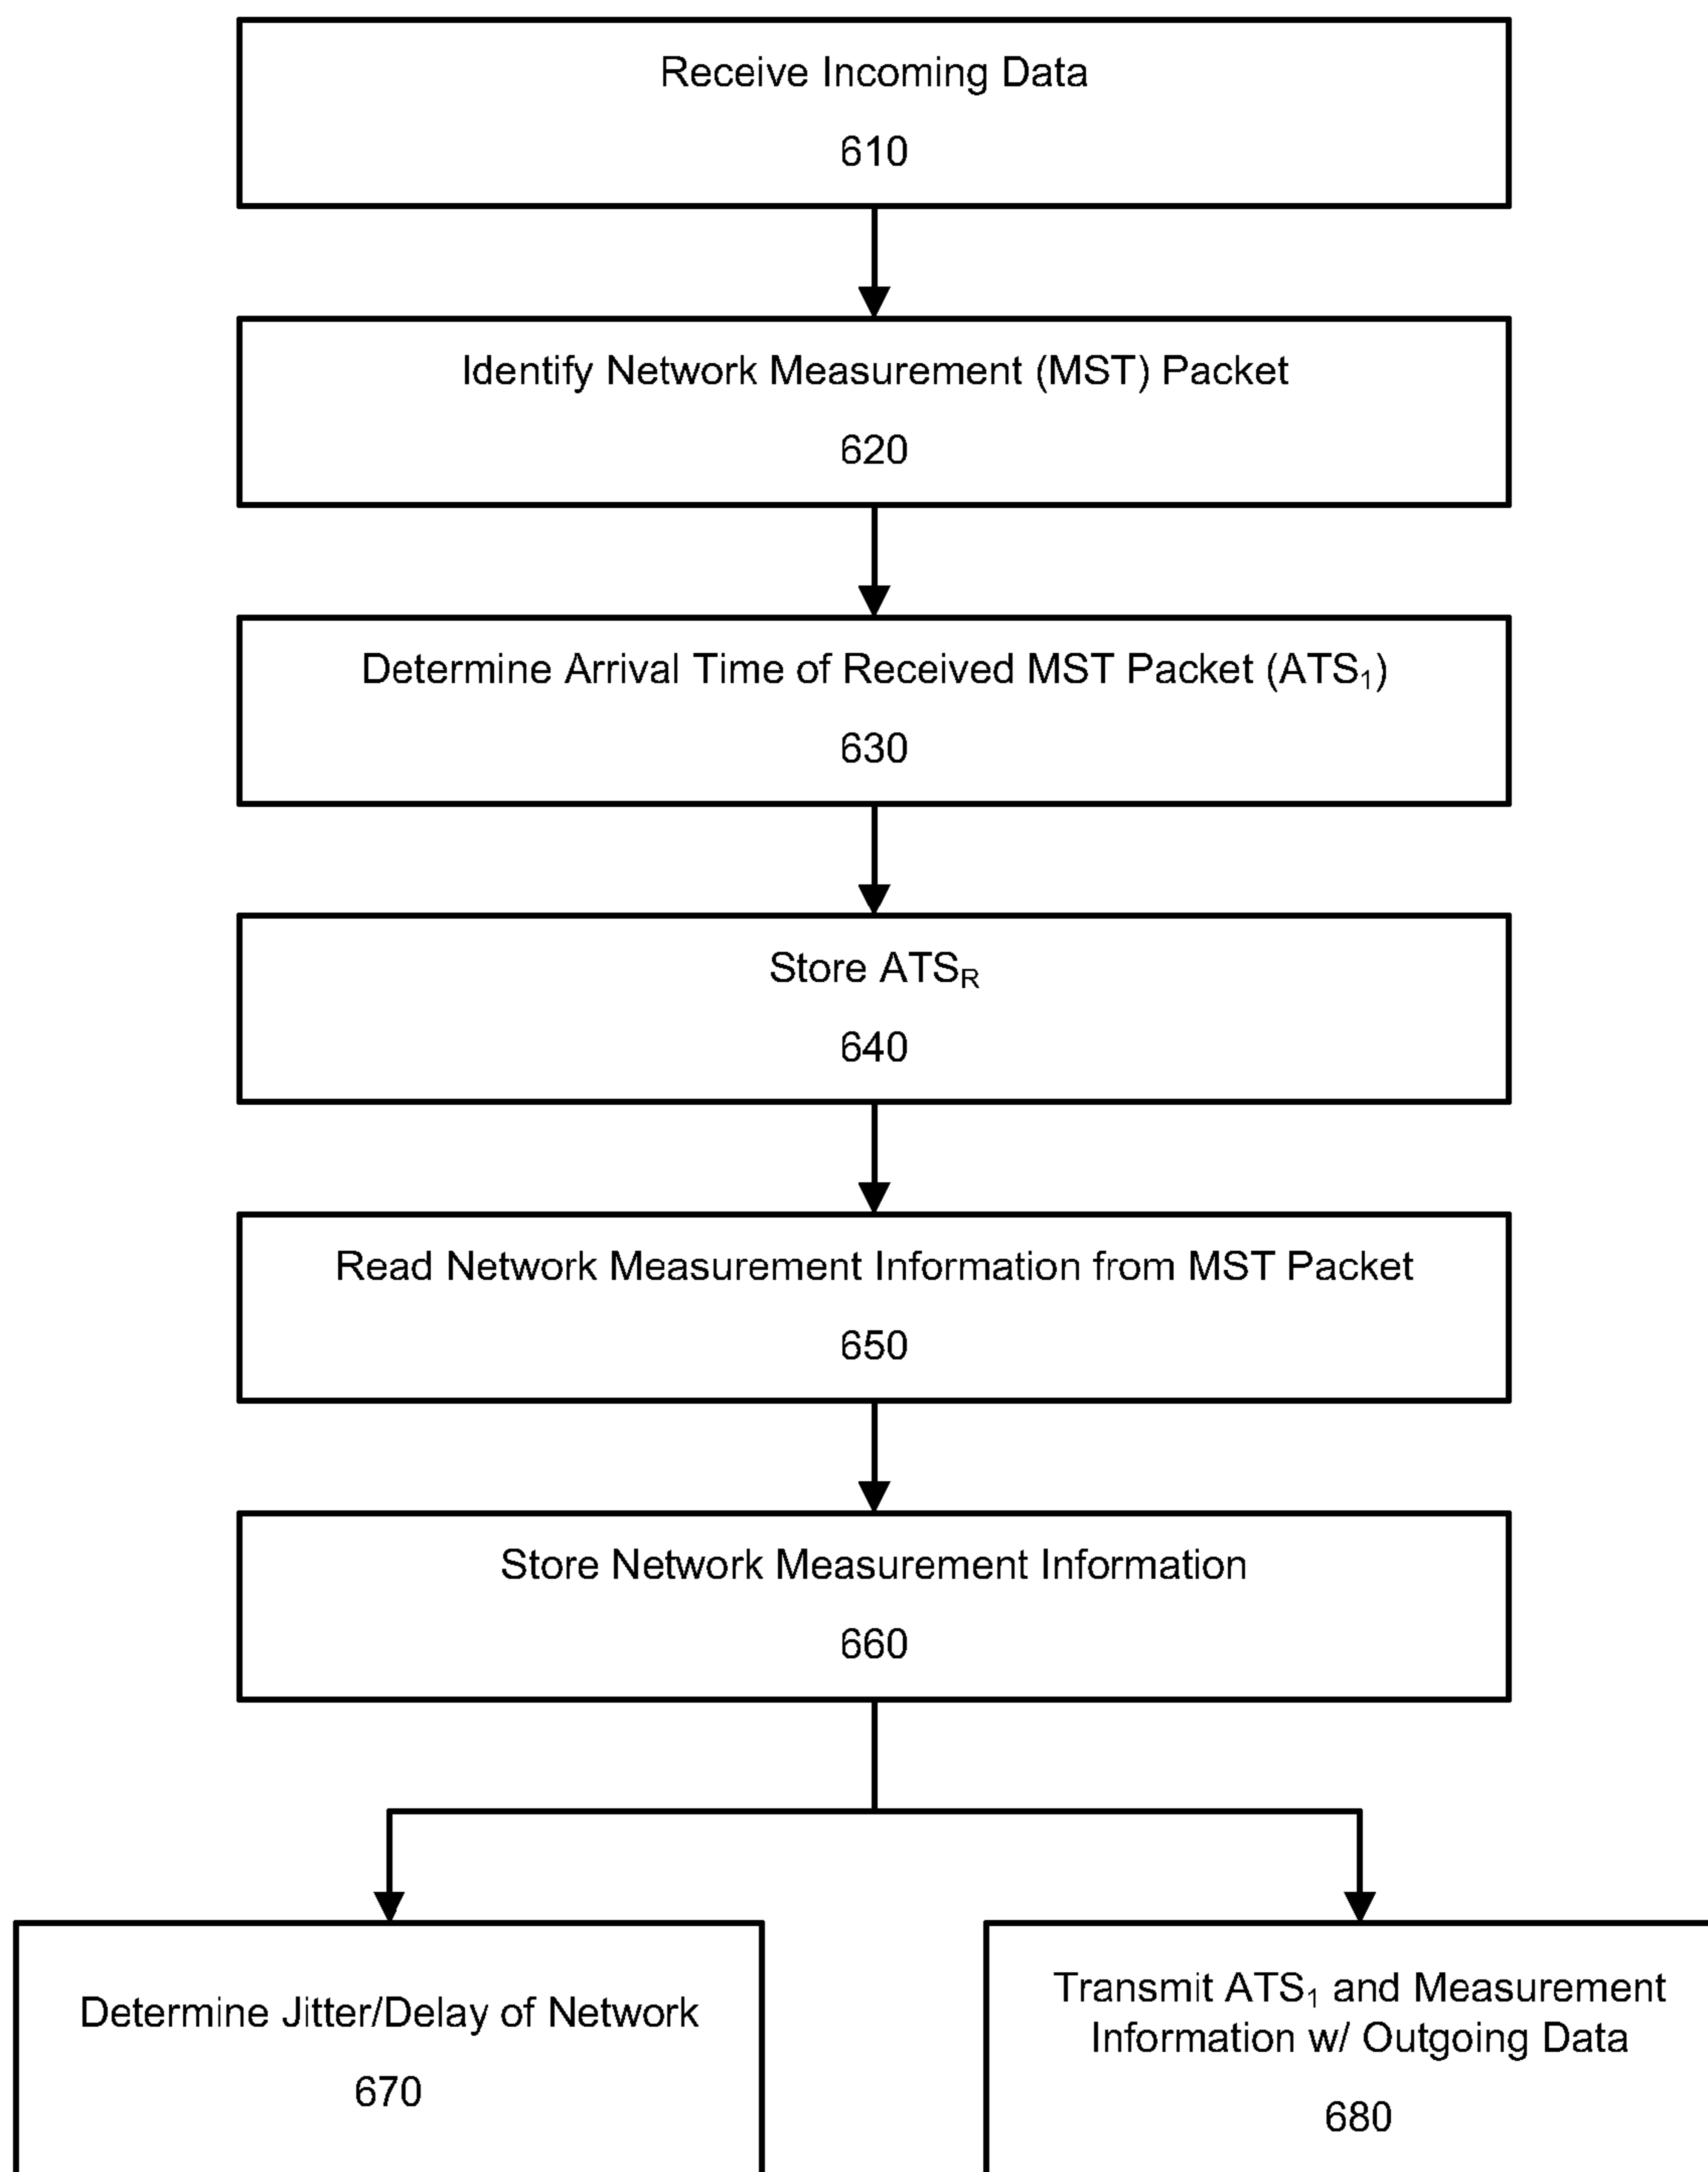 Receive Incoming Data
610
Identify Network Measurement (MST) Packet
620
Determine Arrival Time of Received MST Packet (ATS₁)
630
Store ATSR
640
Read Network Measurement Information from MST Packet
650
Store Network Measurement Information
660
Determine Jitter/Delay of Network
670
Transmit ATS₁ and Measurement
Information w/ Outgoing Data
680